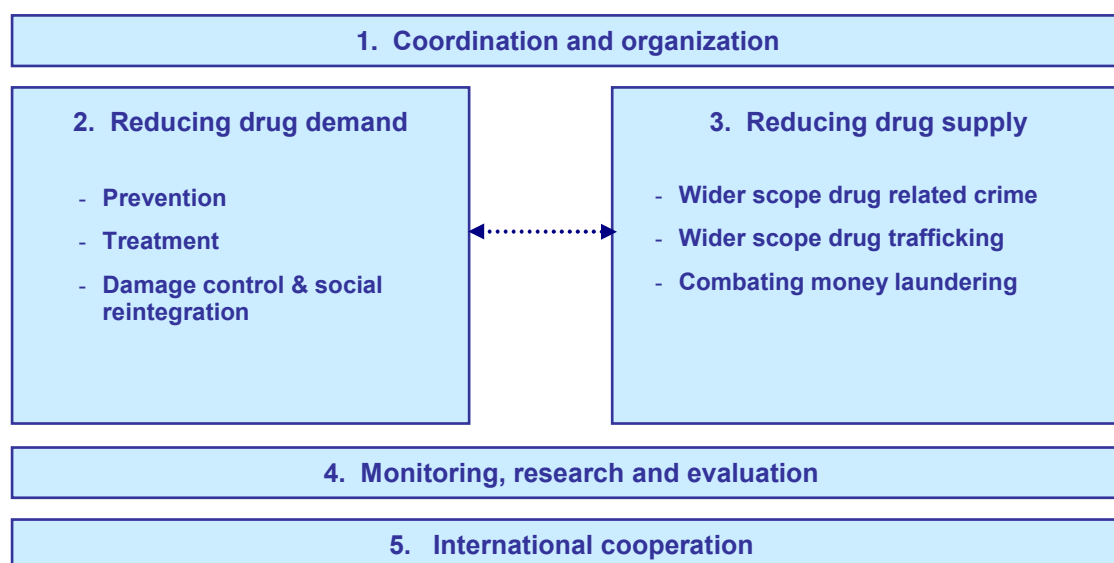 1. Coordination and organization
2. Reducing drug demand
- Prevention
- Treatment
- Damage control & social
reintegration
3. Reducing drug supply
- Wider scope drug related crime
- Wider scope drug trafficking
- Combating money laundering
4. Monitoring, research and evaluation
5. International cooperation